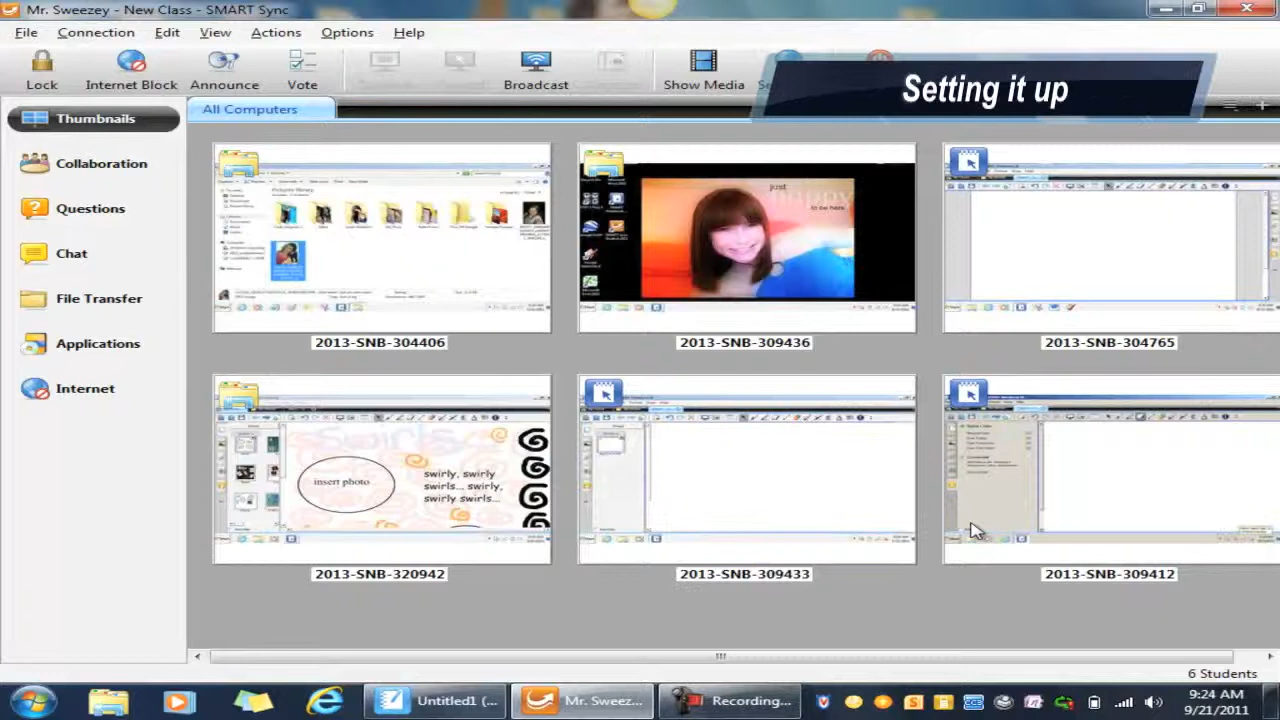 Mr. Sweezey - New Class - SMART Sync
File Connection Edit View Actions Options Help
Lock Internet Block Announce Vote Broadcast Show Media
Setting it up
All Computers
Thumbnails
Collaboration
Questions
Chat
File Transfer
Applications
Internet
just
2013-SNB-304406 2013-SNB-309436 2013-SNB-304765
insert photo
swirly, swirly
swirls... swirly,
swirly swirls...
2013-SNB-320942 2013-SNB-309433 2013-SNB-309412
6 Students
Untitled1 (... Mr. Sweez... Recording...
9:24 AM
9/21/2011